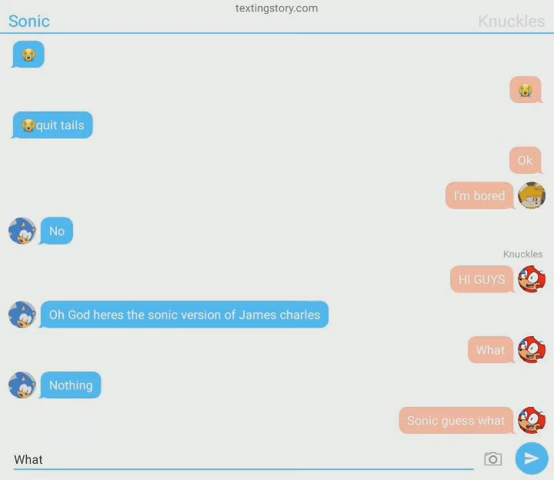 textingstory.com
Sonic
Knuckles
quit tails
Ok
I'm bored
No
Knuckles
HI GUYS
Oh God heres the sonic version of James charles
What
Nothing
Sonic guess what
What